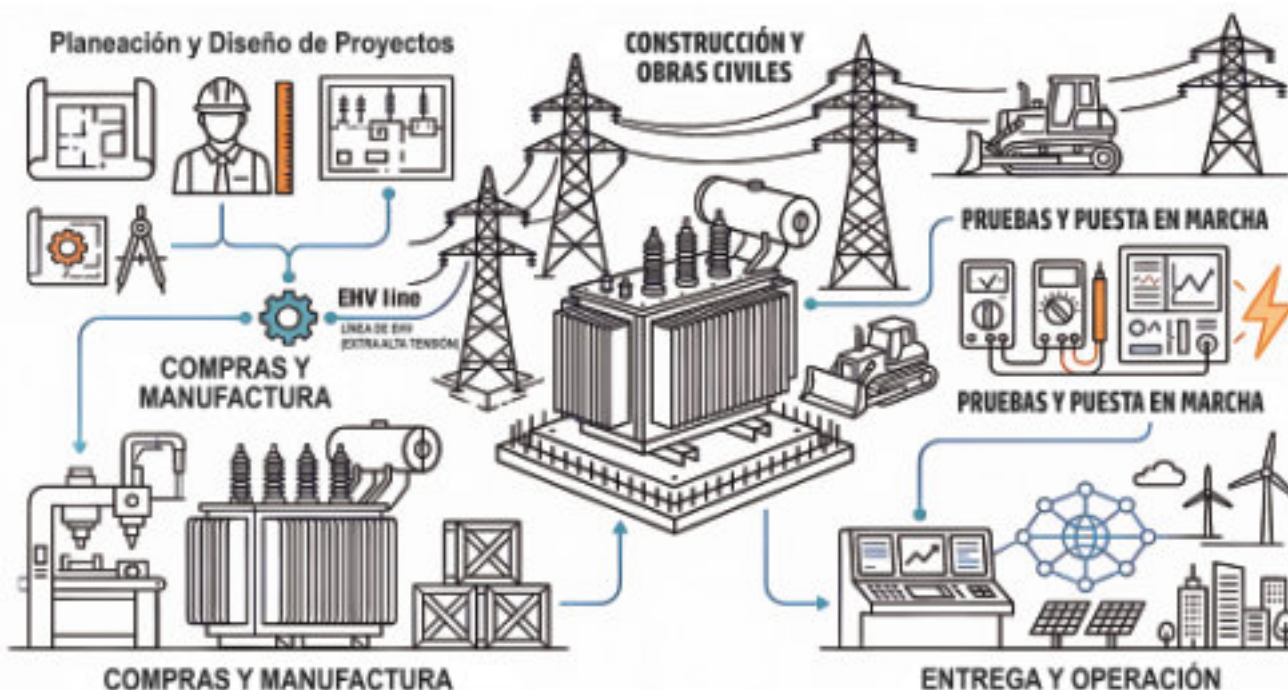 Planeación y Diseño de Proyectos
CONSTRUCCIÓN Y
OBRAS CIVILES
PRUEBAS Y PUESTA EN MARCHA
EHV line
LÍNEA DE EHV
(EXTRA ALTA TENSIÓN)
COMPRAS Y
MANUFACTURA
PRUEBAS Y PUESTA EN MARCHA
COMPRAS Y MANUFACTURA
ENTREGA Y OPERACIÓN